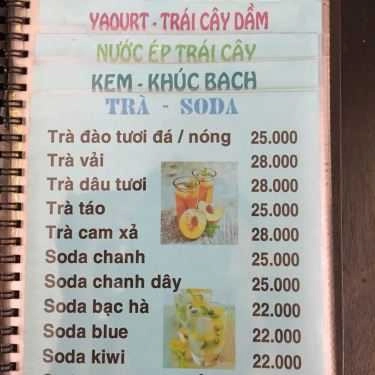 YAOURT - TRÁI CÂY DẦM
NƯỚC ÉP TRÁI CÂY
KEM - KHÚC BẠCH
TRÀ - SODA
Trà đào tươi đá / nóng 25.000
Trà vải 28.000
Trà dâu tươi 28.000
Trà táo 25.000
Trà cam xả 28.000
Soda chanh 25.000
Soda chanh dây 25.000
Soda bạc hà 22.000
Soda blue 22.000
Soda kiwi 22.000